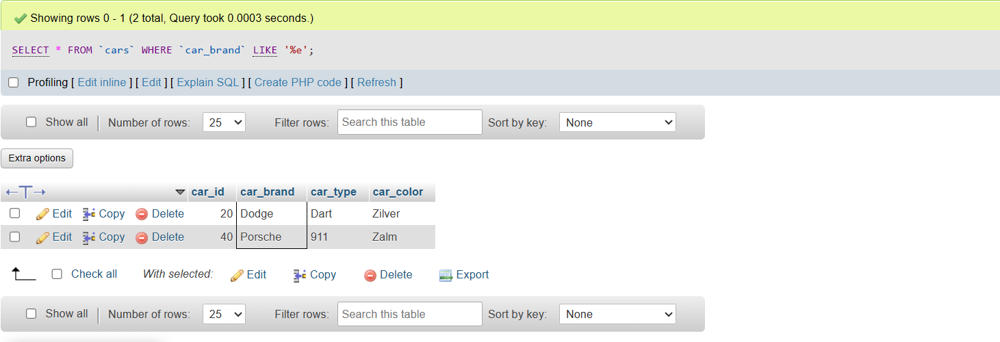 Showing rows 0 - 1 (2 total, Query took 0.0003 seconds.)
SELECT * FROM `cars` WHERE `car_brand` LIKE '%e';
Profiling [ Edit inline ] [ Edit ] [ Explain SQL ] [ Create PHP code ] [ Refresh ]
Show all Number of rows: 25 Filter rows: Search this table Sort by key: None
Extra options
←T→ car_id car_brand car_type car_color
Edit Copy Delete 20 Dodge Dart Zilver
Edit Copy Delete 40 Porsche 911 Zalm
Check all With selected: Edit Copy Delete Export
Show all Number of rows: 25 Filter rows: Search this table Sort by key: None